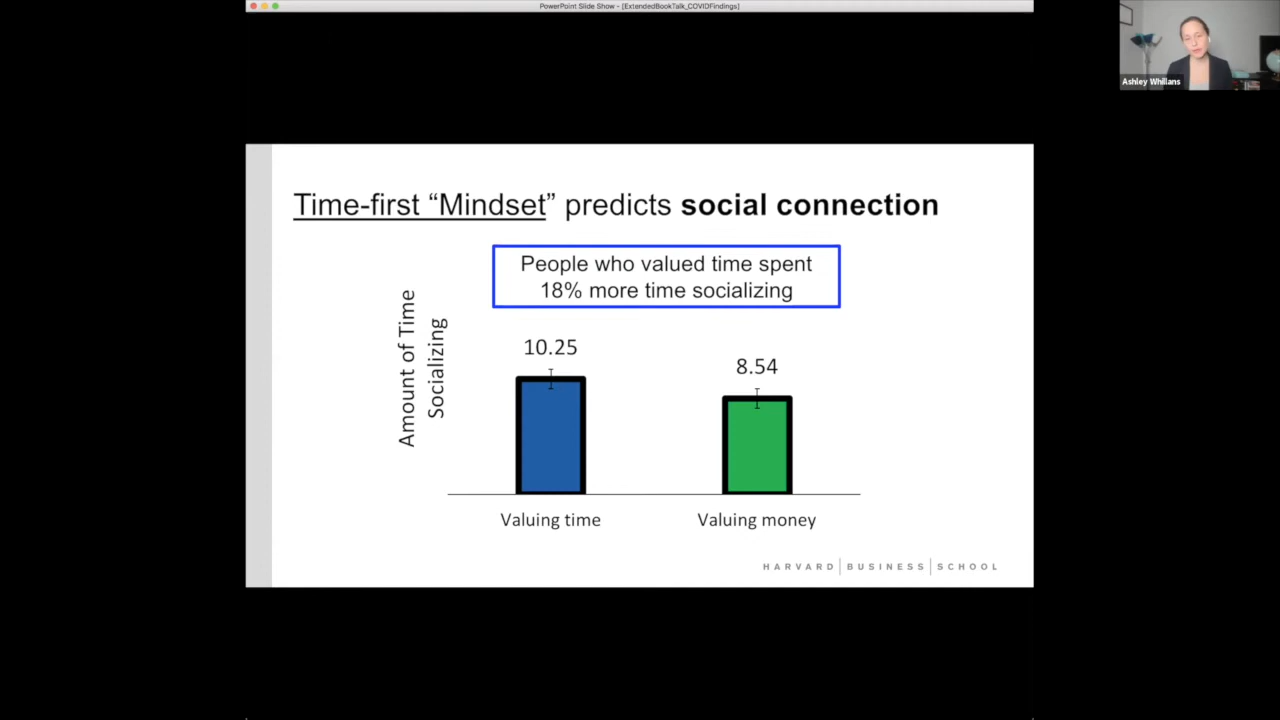 PowerPoint Slide Show - [ExtendedBookTalk_COVIDFindings]
Ashley Whillans
Time-first “Mindset” predicts social connection
People who valued time spent
18% more time socializing
Amount of Time
Socializing
10.25
8.54
Valuing time
Valuing money
HARVARD BUSINESS SCHOOL